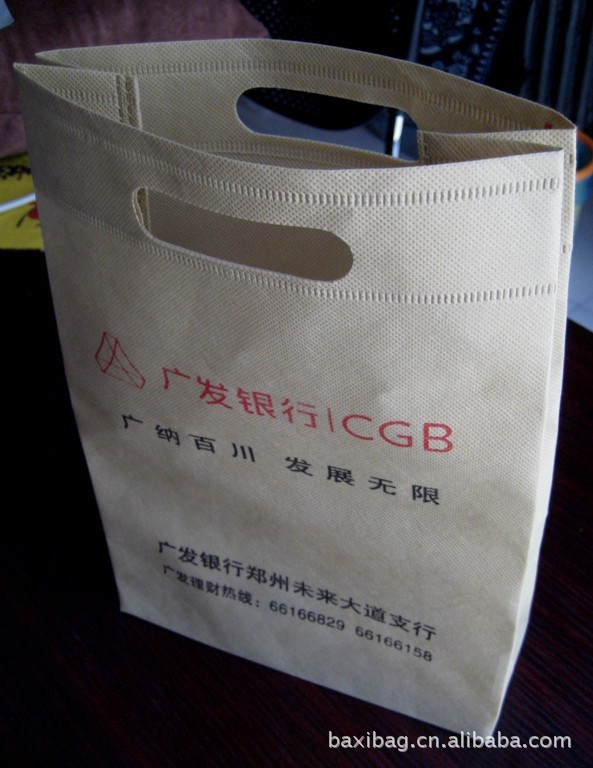 广发银行|CGB
广纳百川 发展无限
广发银行郑州未来大道支行
广发理财热线：66166829 66166158
baxibag.cn.alibaba.com